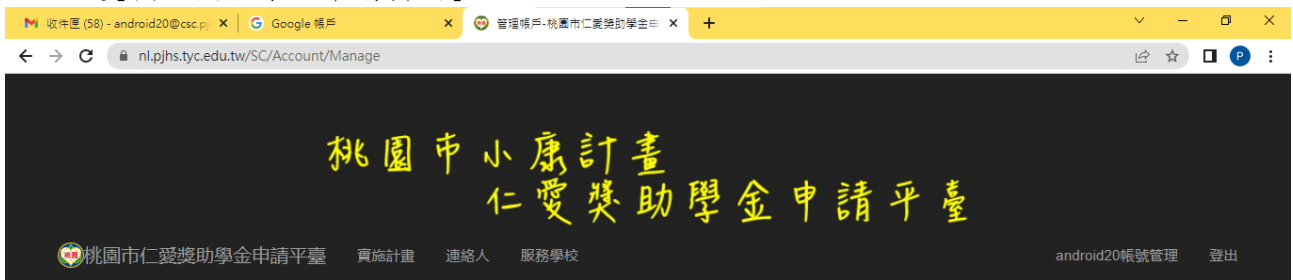 收件匣 (58) - android20@csc.pj
Google 帳戶
管理帳戶-桃園市仁愛獎助學金申
nl.pjhs.tyc.edu.tw/SC/Account/Manage
P
桃園市小康計畫
仁愛獎助學金申請平臺
桃園市仁愛獎助學金申請平臺 實施計畫 連絡人 服務學校 android20帳號管理 登出